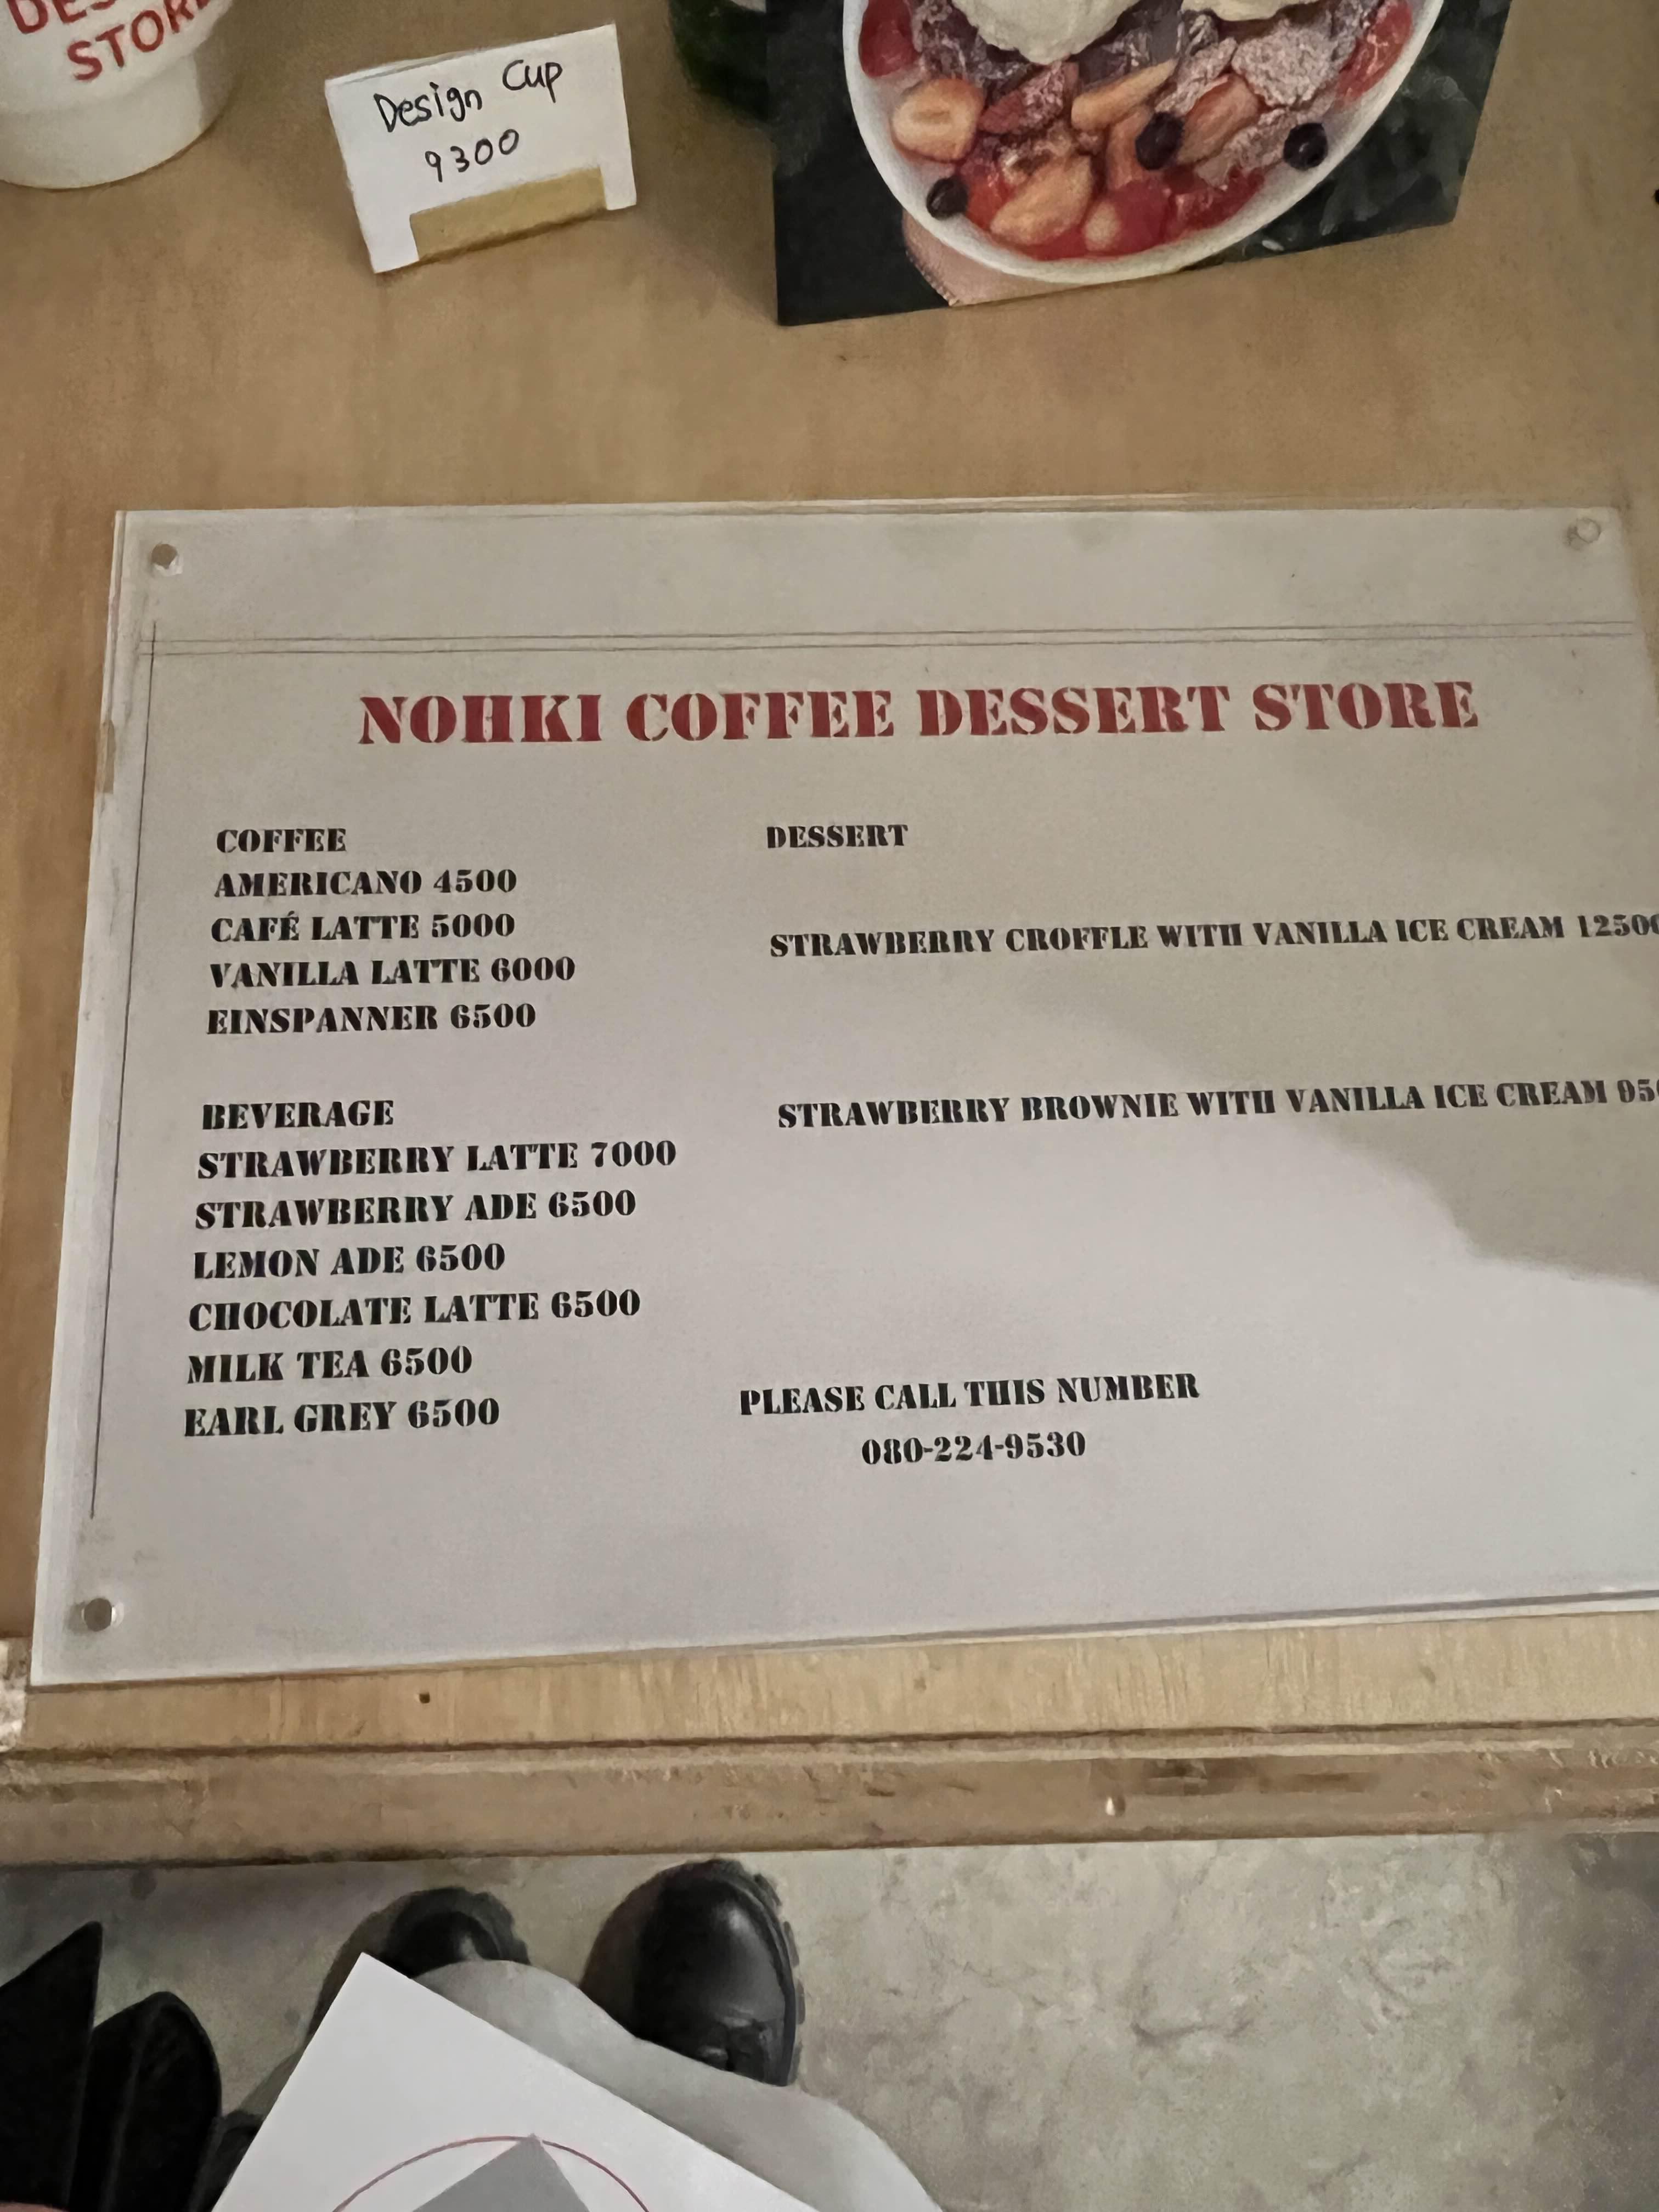 STORE
Design Cup
9300
NOHKI COFFEE DESSERT STORE
COFFEE
AMERICANO 4500
CAFÉ LATTE 5000
VANILLA LATTE 6000
EINSPANNER 6500
BEVERAGE
STRAWBERRY LATTE 7000
STRAWBERRY ADE 6500
LEMON ADE 6500
CHOCOLATE LATTE 6500
MILK TEA 6500
EARL GREY 6500
DESSERT
STRAWBERRY CROFFLE WITH VANILLA ICE CREAM 12500
STRAWBERRY BROWNIE WITH VANILLA ICE CREAM
PLEASE CALL THIS NUMBER
080-224-9530